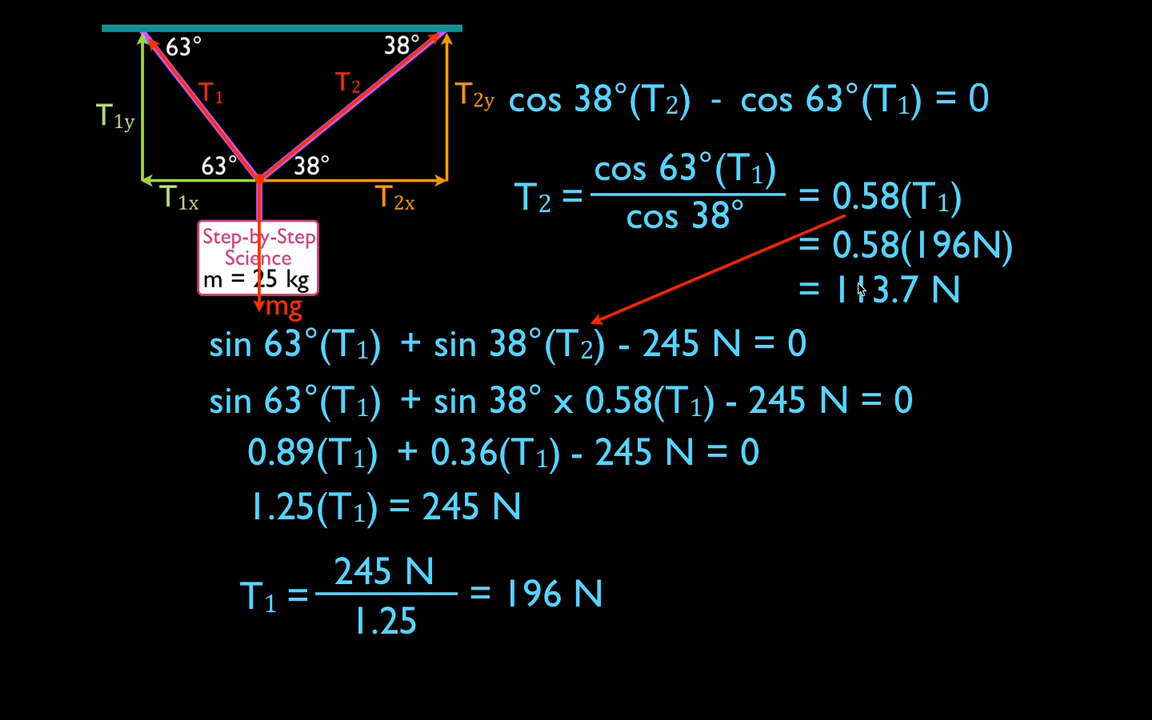 63°
38°
T₁
T₂
T₁y
T₂y
63°
38°
T₁x
T₂x
Step-by-Step
Science
m = 25 kg
mg
cos 38°(T₂) - cos 63°(T₁) = 0
T₂ = cos 63°(T₁) / cos 38° = 0.58(T₁)
= 0.58(196N)
= 113.7 N
sin 63°(T₁) + sin 38°(T₂) - 245 N = 0
sin 63°(T₁) + sin 38° x 0.58(T₁) - 245 N = 0
0.89(T₁) + 0.36(T₁) - 245 N = 0
1.25(T₁) = 245 N
T₁ = 245 N / 1.25 = 196 N